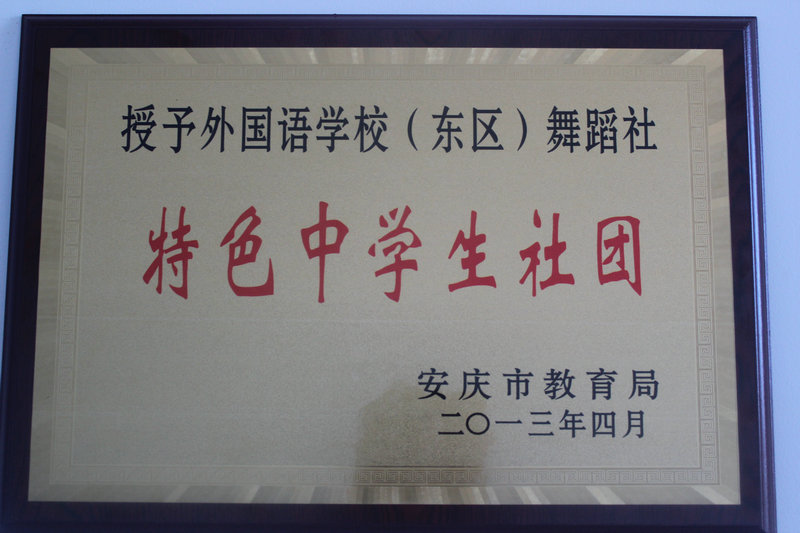 授予外国语学校（东区）舞蹈社
特色中学生社团
安庆市教育局
二〇一三年四月